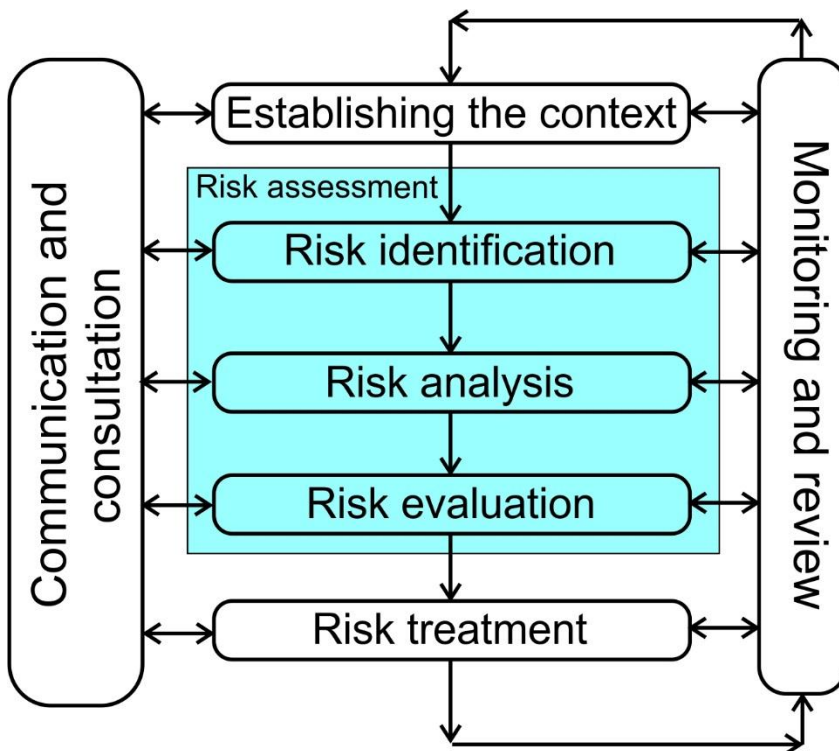 Establishing the context
Risk assessment
Risk identification
Risk analysis
Risk evaluation
Risk treatment
Communication and
consultation
Monitoring and review